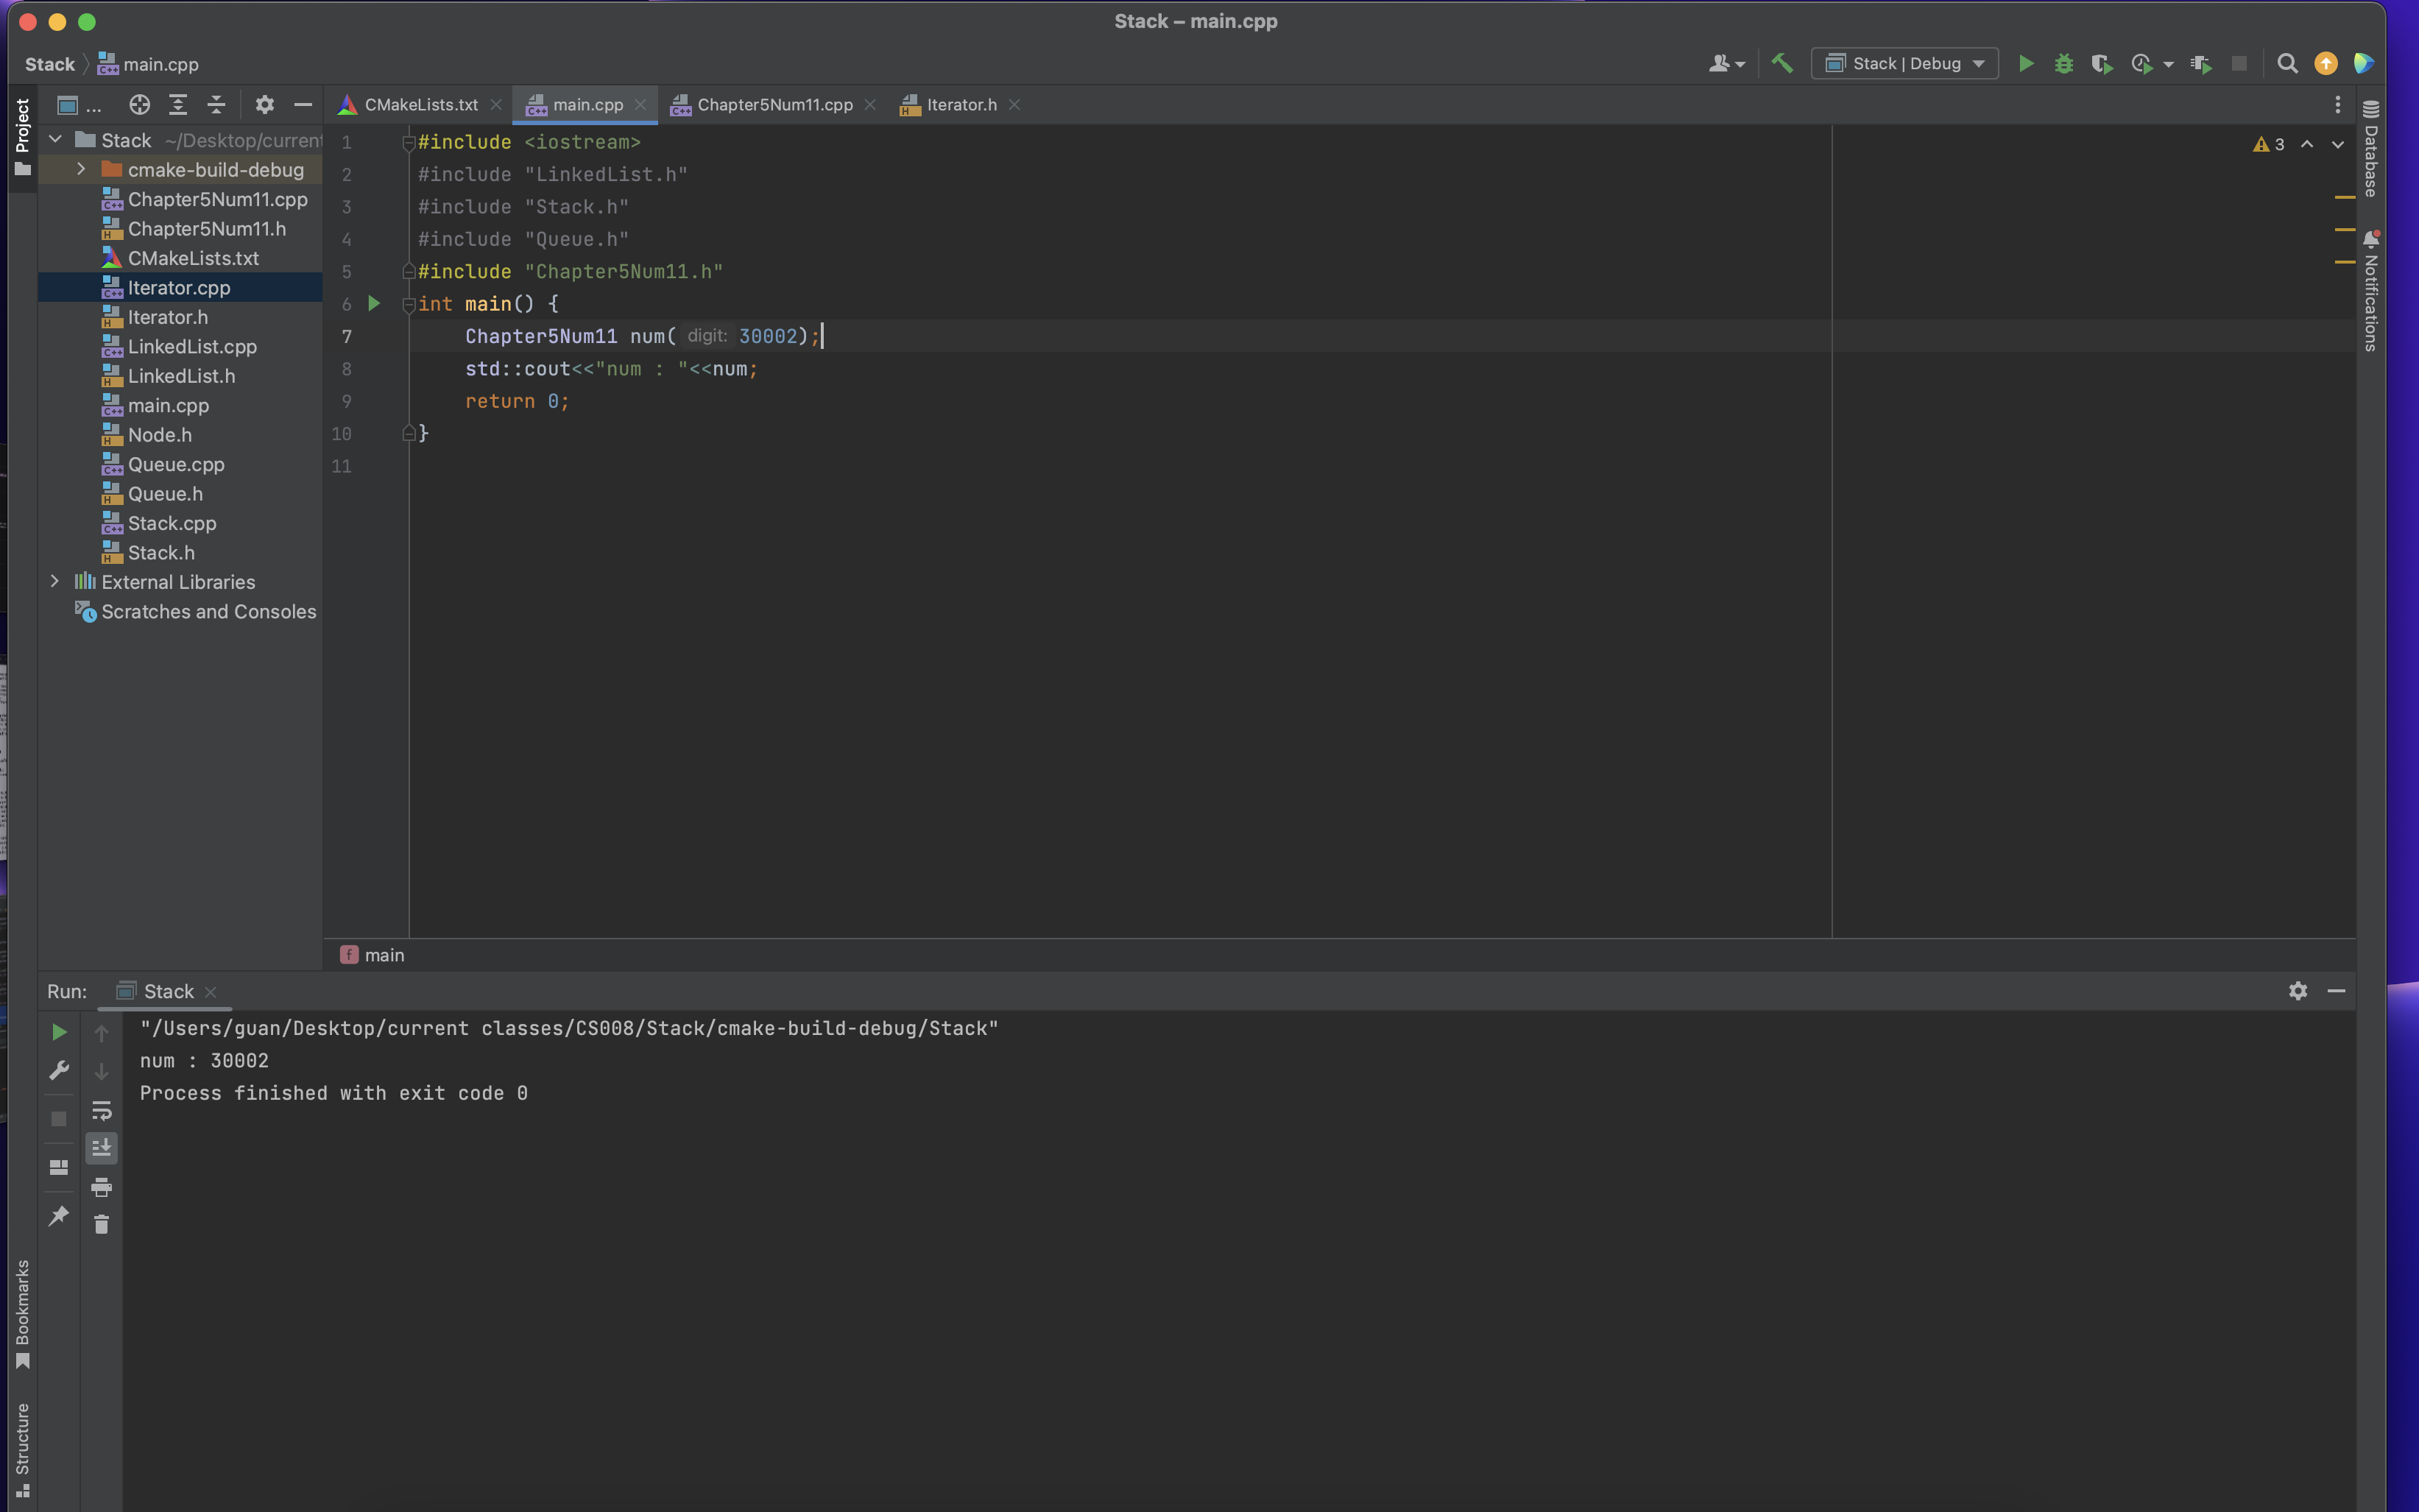 Stack – main.cpp
Stack main.cpp
Stack | Debug
Project
...
CMakeLists.txt main.cpp Chapter5Num11.cpp Iterator.h
Stack ~/Desktop/current
cmake-build-debug
Chapter5Num11.cpp
Chapter5Num11.h
CMakeLists.txt
Iterator.cpp
Iterator.h
LinkedList.cpp
LinkedList.h
main.cpp
Node.h
Queue.cpp
Queue.h
Stack.cpp
Stack.h
External Libraries
Scratches and Consoles
1 #include <iostream>
2 #include "LinkedList.h"
3 #include "Stack.h"
4 #include "Queue.h"
5 #include "Chapter5Num11.h"
6 int main() {
7 Chapter5Num11 num( digit: 30002);
8 std::cout<<"num : "<<num;
9 return 0;
10 }
11
3
Database
Notifications
f main
Run: Stack
"/Users/guan/Desktop/current classes/CS008/Stack/cmake-build-debug/Stack"
num : 30002
Process finished with exit code 0
Bookmarks
Structure